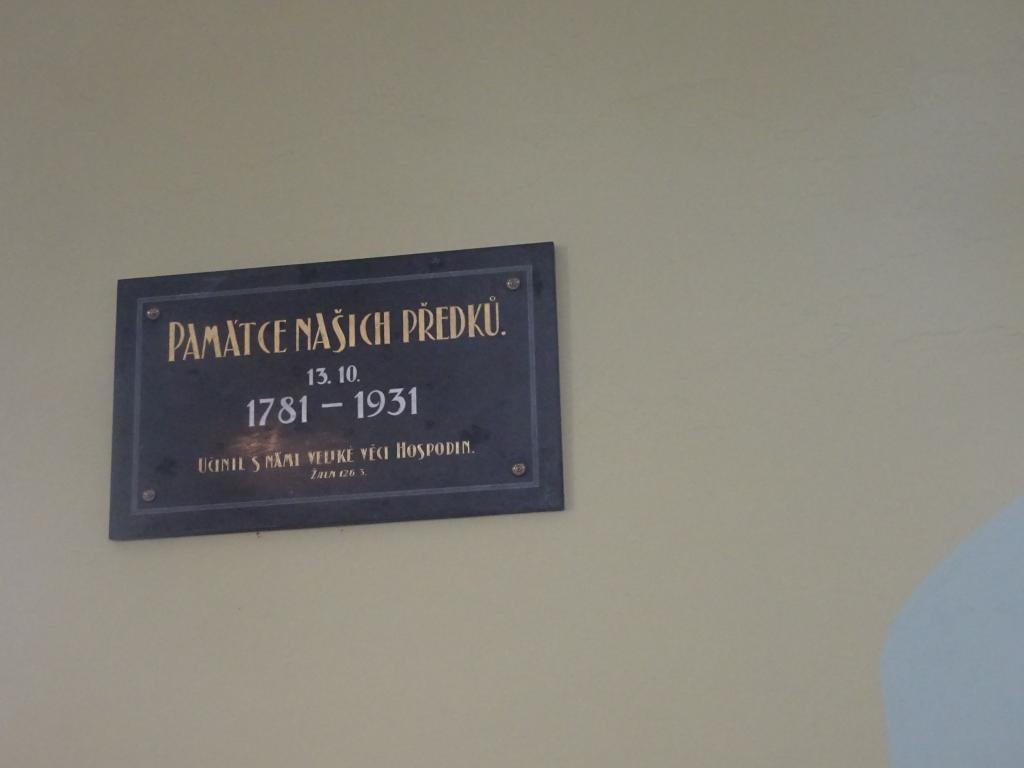 PAMÁTCE NAŠICH PŘEDKŮ.
13. 10.
1781 – 1931
UČINIL S NÁMI VELIKÉ VĚCI HOSPODIN.
ŽALM 126 3.